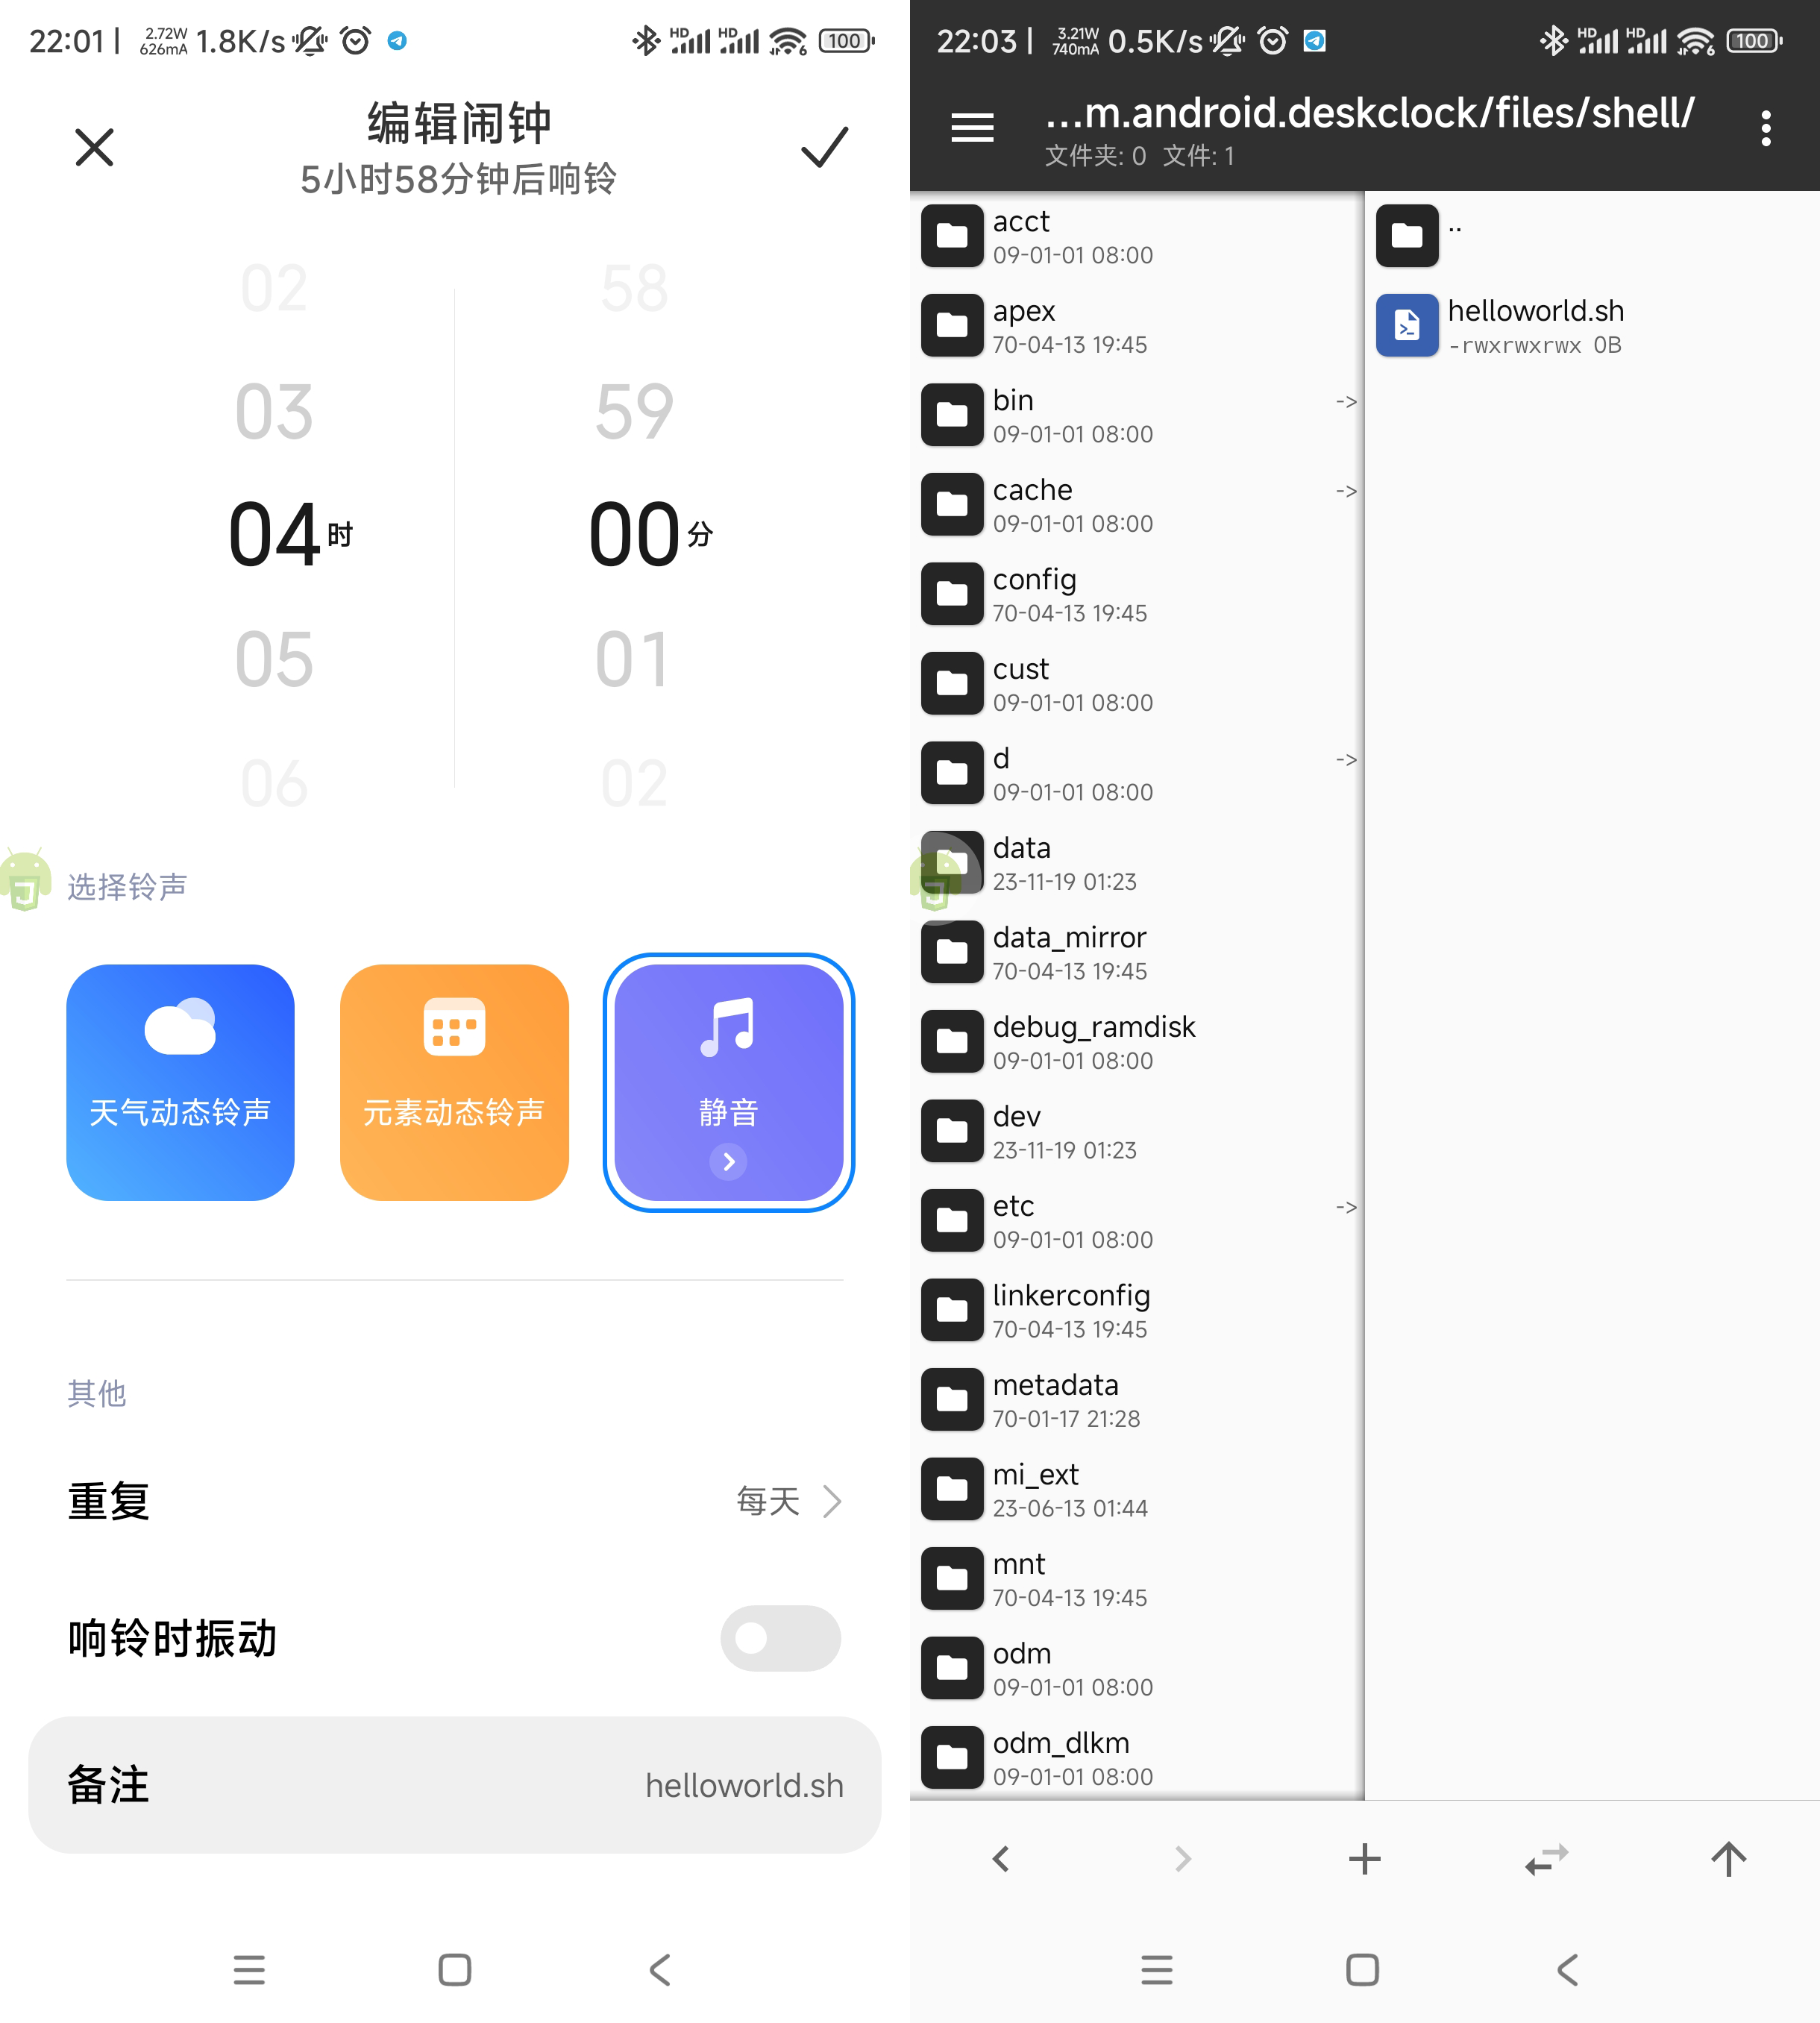 22:01 | 2.72W 626mA 1.8K/s HD HD 6 100
编辑闹钟
5小时58分钟后响铃
02 58
03 59
04时 00分
05 01
06 02
选择铃声
天气动态铃声 元素动态铃声 静音
其他
重复 每天
响铃时振动
备注 helloworld.sh
22:03 | 3.21W 740mA 0.5K/s HD HD 6 100
...m.android.deskclock/files/shell/
文件夹: 0 文件: 1
acct
09-01-01 08:00
apex
70-04-13 19:45
bin ->
09-01-01 08:00
cache ->
09-01-01 08:00
config
70-04-13 19:45
cust
09-01-01 08:00
d ->
09-01-01 08:00
data
23-11-19 01:23
data_mirror
70-04-13 19:45
debug_ramdisk
09-01-01 08:00
dev
23-11-19 01:23
etc ->
09-01-01 08:00
linkerconfig
70-04-13 19:45
metadata
70-01-17 21:28
mi_ext
23-06-13 01:44
mnt
70-04-13 19:45
odm
09-01-01 08:00
odm_dlkm
09-01-01 08:00
..
helloworld.sh
-rwxrwxrwx 0B